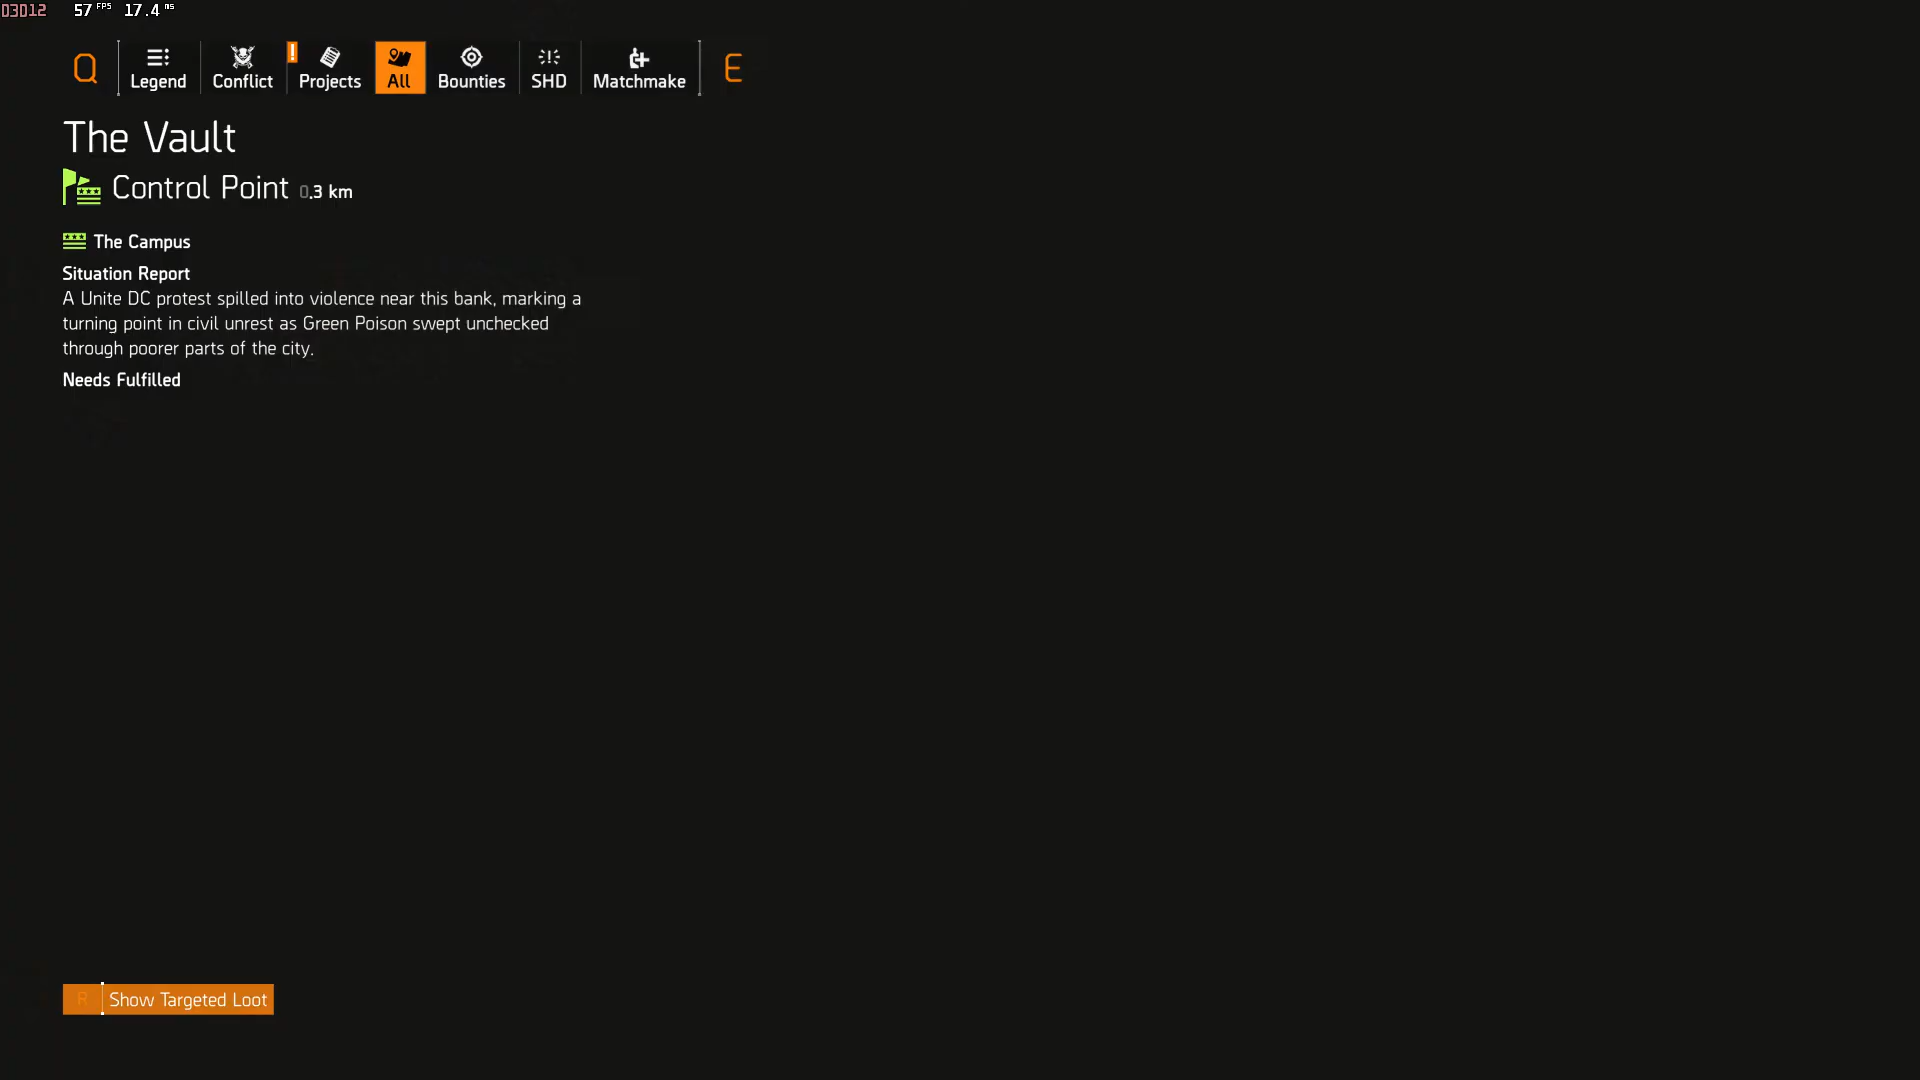 D3D12 57 FPS 17.4 ms
Q Legend Conflict Projects All Bounties SHD Matchmake E
The Vault
Control Point 0.3 km
The Campus
Situation Report
A Unite DC protest spilled into violence near this bank, marking a
turning point in civil unrest as Green Poison swept unchecked
through poorer parts of the city.
Needs Fulfilled
R Show Targeted Loot